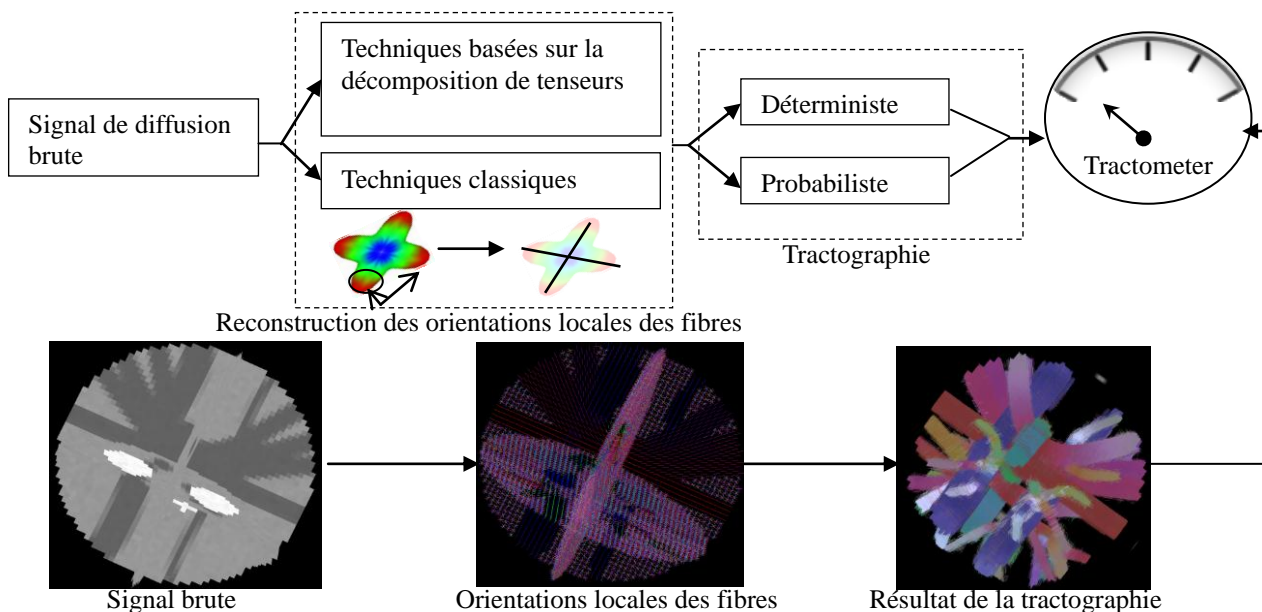 Signal de diffusion
brute
Techniques basées sur la
décomposition de tenseurs
Techniques classiques
Reconstruction des orientations locales des fibres
Déterministe
Probabiliste
Tractographie
Tractometer
Signal brute
Orientations locales des fibres
Résultat de la tractographie